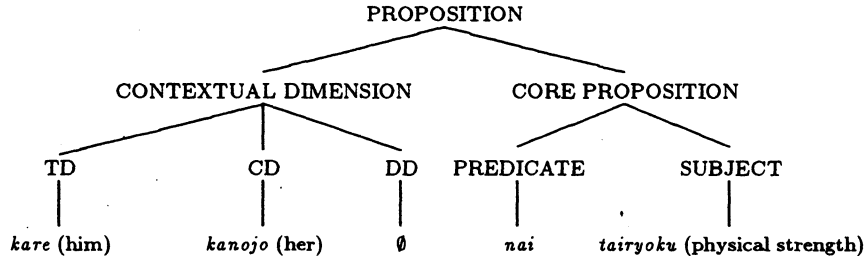 PROPOSITION
CONTEXTUAL DIMENSION CORE PROPOSITION
TD CD DD PREDICATE SUBJECT
kare (him) kanojo (her) ∅ nai tairyoku (physical strength)